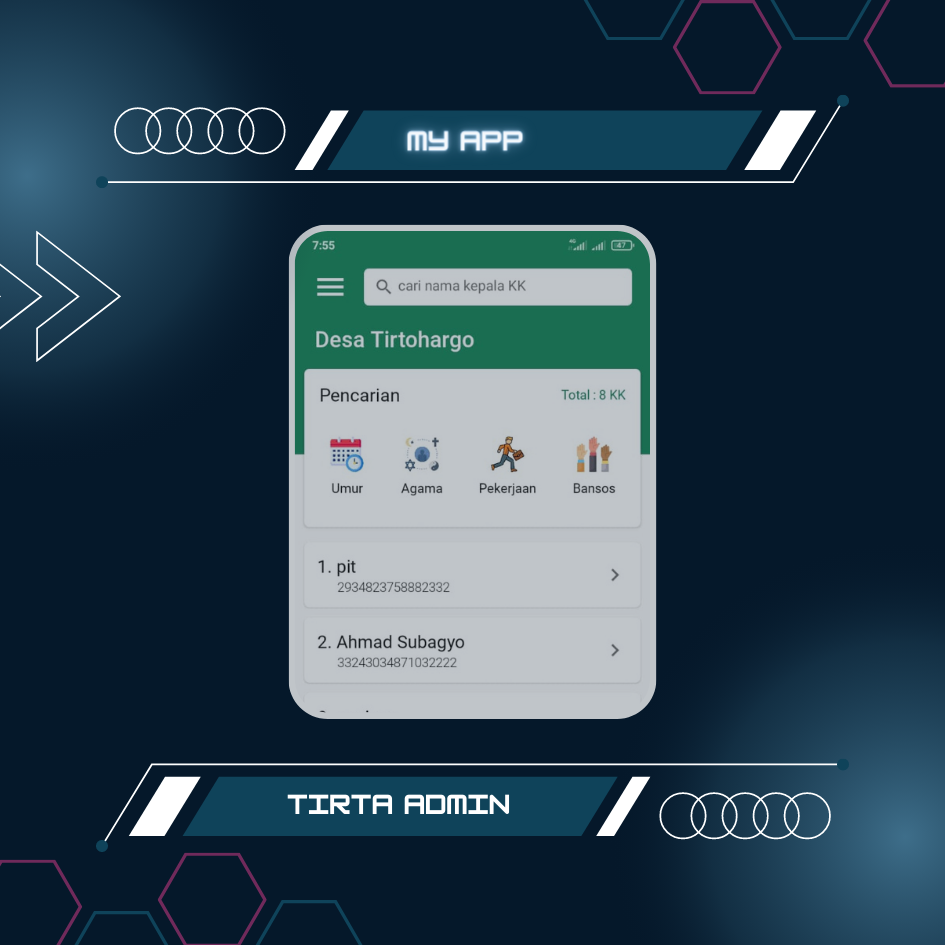 MY APP
7:55
4G
47
cari nama kepala KK
Desa Tirtohargo
Pencarian
Total : 8 KK
Umur
Agama
Pekerjaan
Bansos
1. pit
2934823758882332
2. Ahmad Subagyo
33243034871032222
TIRTA ADMIN